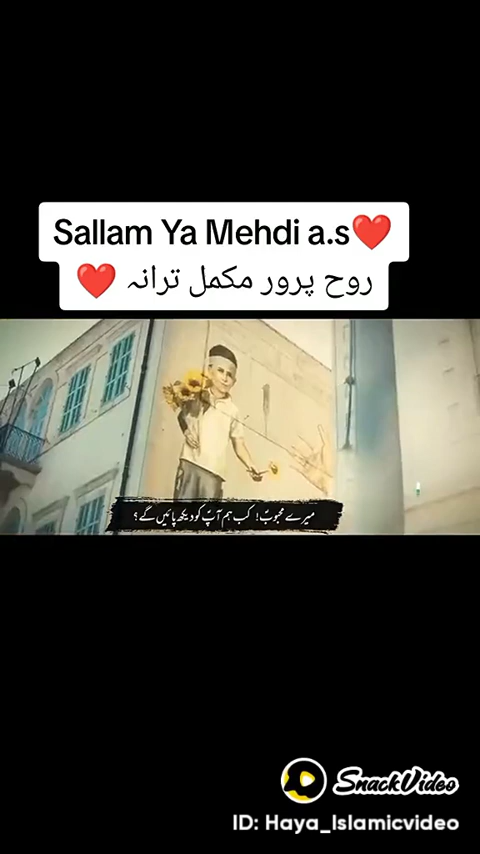 Sallam Ya Mehdi a.s❤️
روح پرور مکمل ترانہ ❤️
میرے محبوبؑ! کب ہم آپؑ کو دیکھ پائیں گے؟
SnackVideo
ID: Haya_Islamicvideo